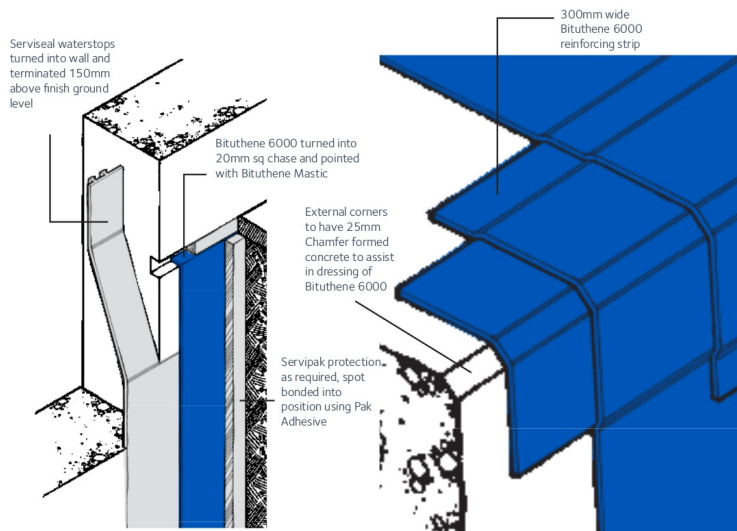 Serviseal waterstops
turned into wall and
terminated 150mm
above finish ground
level
Bituthene 6000 turned into
20mm sq chase and pointed
with Bituthene Mastic
Servipak protection
as required, spot
bonded into
position using Pak
Adhesive
300mm wide
Bituthene 6000
reinforcing strip
External corners
to have 25mm
Chamfer formed
concrete to assist
in dressing of
Bituthene 6000